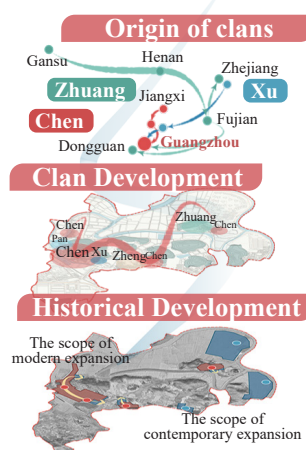 Origin of clans
Gansu
Henan
Zhejiang
Zhuang
Jiangxi
Xu
Chen
Fujian
Guangzhou
Dongguan
Clan Development
Chen
Zhuang
Chen
Pan
Chen
Xu
Zheng
Chen
Historical Development
The scope of
modern expansion
The scope of
contemporary expansion